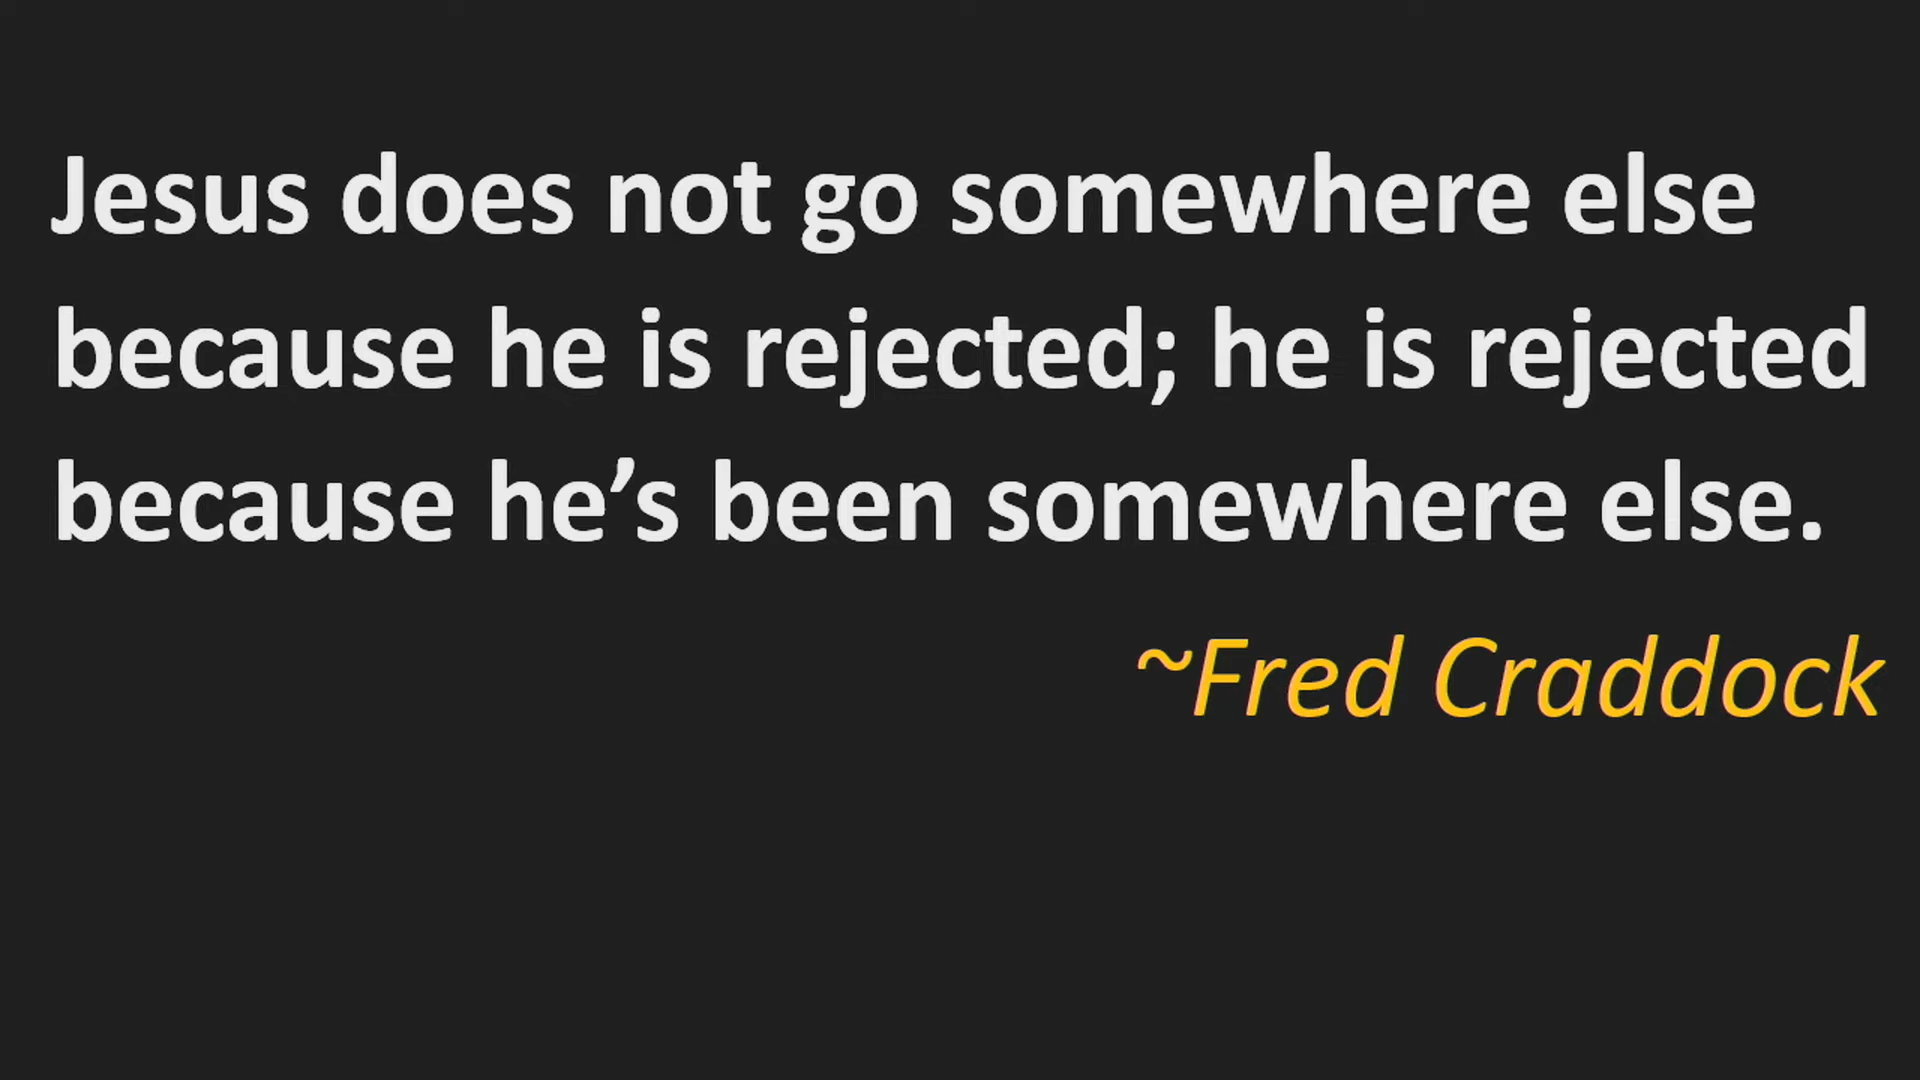 Jesus does not go somewhere else
because he is rejected; he is rejected
because he’s been somewhere else.
~Fred Craddock